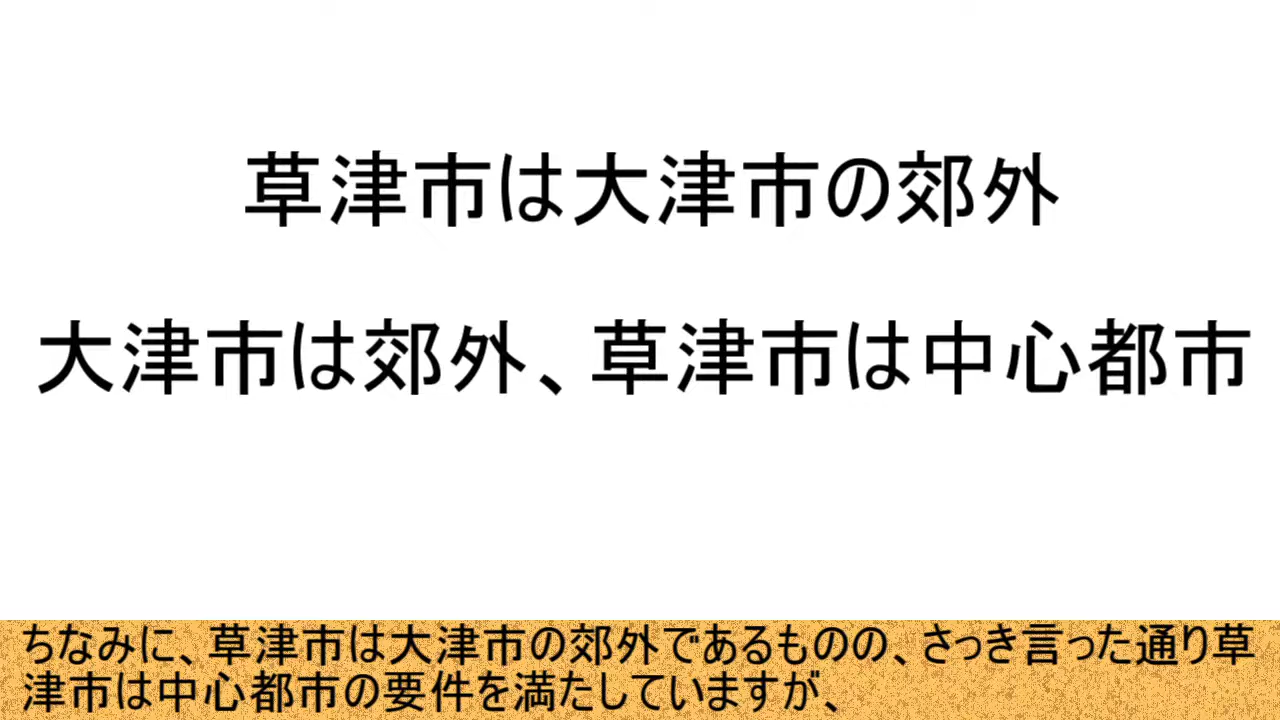 草津市は大津市の郊外
大津市は郊外、草津市は中心都市
ちなみに、草津市は大津市の郊外であるものの、さっき言った通り草
津市は中心都市の要件を満たしていますが、